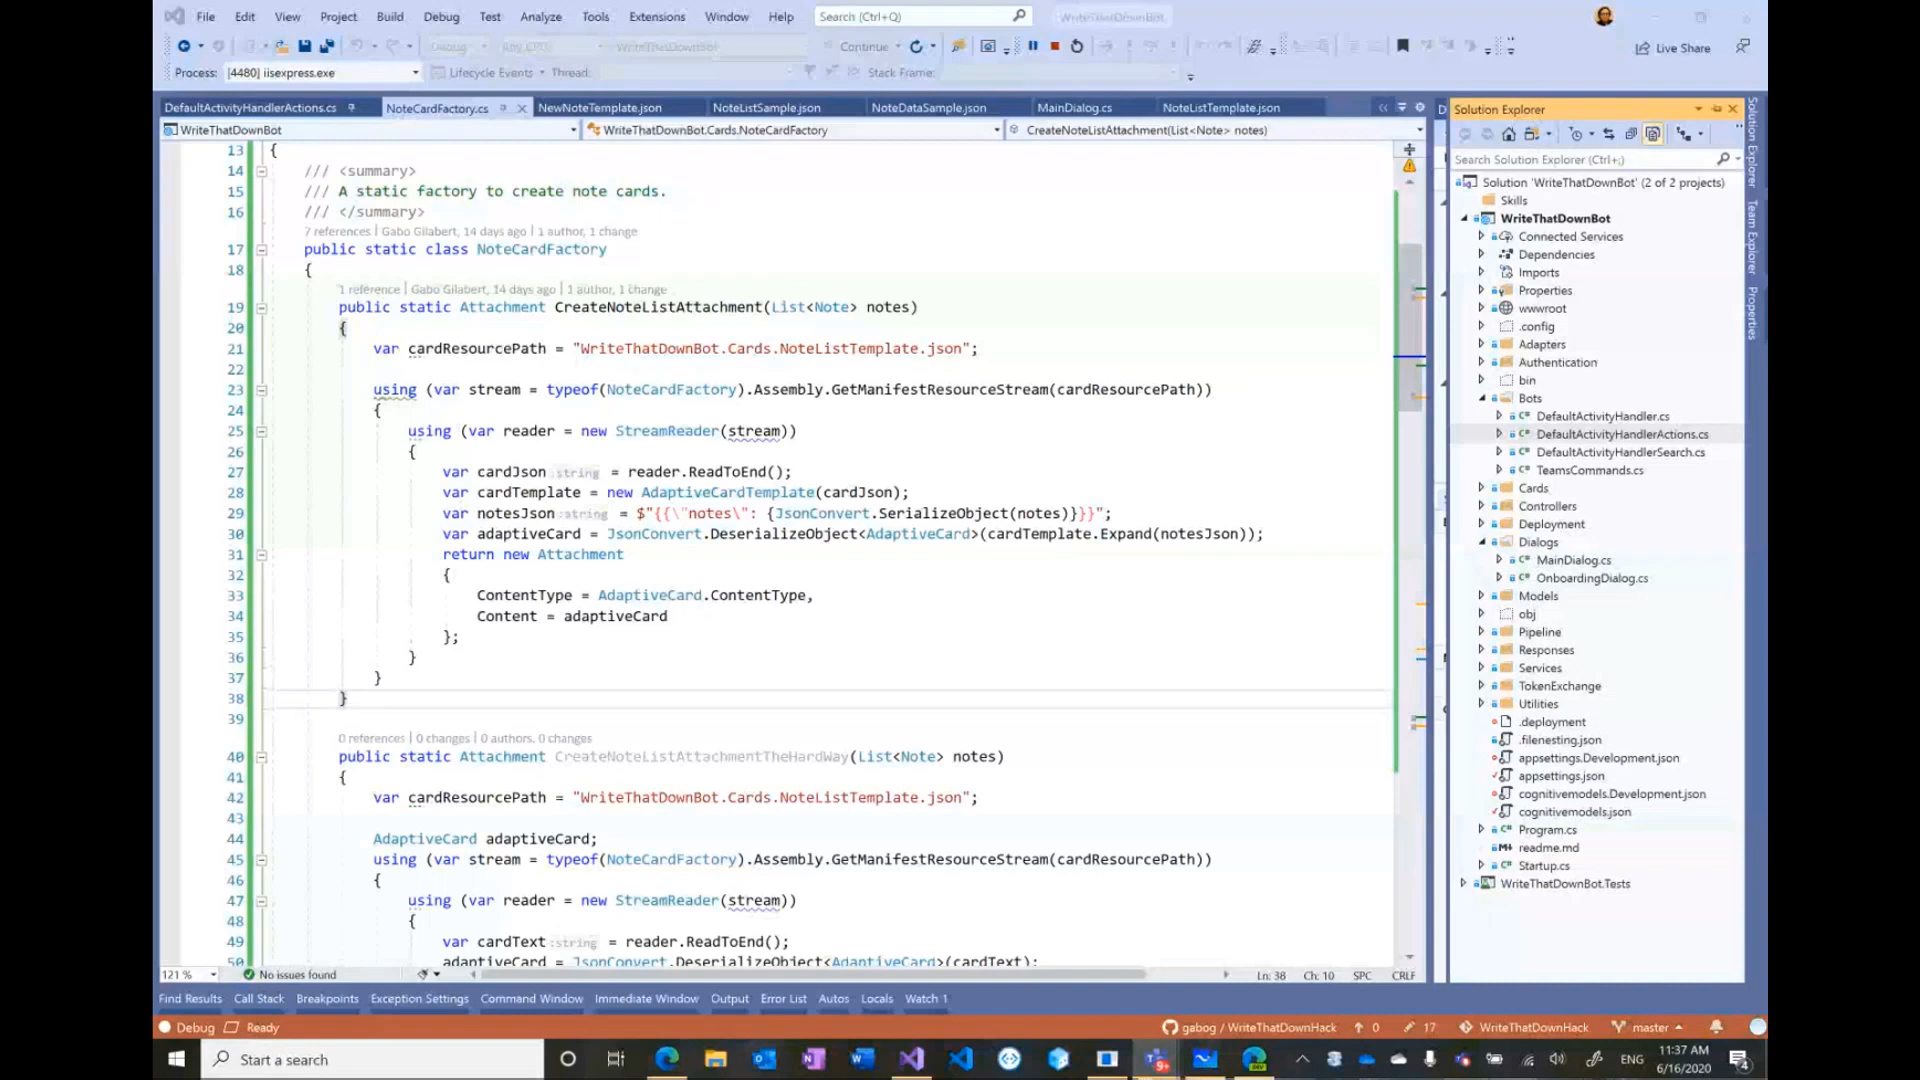 File Edit View Project Build Debug Test Analyze Tools Extensions Window Help Search (Ctrl+Q) WriteThatDownBot
Debug Any CPU WriteThatDownBot Continue Live Share
Process: [4480] iisexpress.exe Lifecycle Events Thread: Stack Frame:
DefaultActivityHandlerActions.cs NoteCardFactory.cs NewNoteTemplate.json NoteListSample.json NoteDataSample.json MainDialog.cs NoteListTemplate.json
WriteThatDownBot WriteThatDownBot.Cards.NoteCardFactory CreateNoteListAttachment(List<Note> notes)
13 {
14 /// <summary>
15 /// A static factory to create note cards.
16 /// </summary>
7 references | Gabo Gilabert, 14 days ago | 1 author, 1 change
17 public static class NoteCardFactory
18 {
1 reference | Gabo Gilabert, 14 days ago | 1 author, 1 change
19 public static Attachment CreateNoteListAttachment(List<Note> notes)
20 {
21 var cardResourcePath = "WriteThatDownBot.Cards.NoteListTemplate.json";
22
23 using (var stream = typeof(NoteCardFactory).Assembly.GetManifestResourceStream(cardResourcePath))
24 {
25 using (var reader = new StreamReader(stream))
26 {
27 var cardJson :string = reader.ReadToEnd();
28 var cardTemplate = new AdaptiveCardTemplate(cardJson);
29 var notesJson :string = $"{{\"notes\": {JsonConvert.SerializeObject(notes)}}}";
30 var adaptiveCard = JsonConvert.DeserializeObject<AdaptiveCard>(cardTemplate.Expand(notesJson));
31 return new Attachment
32 {
33 ContentType = AdaptiveCard.ContentType,
34 Content = adaptiveCard
35 };
36 }
37 }
38 }
39
0 references | 0 changes | 0 authors, 0 changes
40 public static Attachment CreateNoteListAttachmentTheHardWay(List<Note> notes)
41 {
42 var cardResourcePath = "WriteThatDownBot.Cards.NoteListTemplate.json";
43
44 AdaptiveCard adaptiveCard;
45 using (var stream = typeof(NoteCardFactory).Assembly.GetManifestResourceStream(cardResourcePath))
46 {
47 using (var reader = new StreamReader(stream))
48 {
49 var cardText :string = reader.ReadToEnd();
50 adaptiveCard = JsonConvert.DeserializeObject<AdaptiveCard>(cardText);
121 % No issues found Ln: 38 Ch: 10 SPC CRLF
Solution Explorer
Search Solution Explorer (Ctrl+;)
Solution 'WriteThatDownBot' (2 of 2 projects)
Skills
WriteThatDownBot
Connected Services
Dependencies
Imports
Properties
wwwroot
.config
Adapters
Authentication
bin
Bots
DefaultActivityHandler.cs
DefaultActivityHandlerActions.cs
DefaultActivityHandlerSearch.cs
TeamsCommands.cs
Cards
Controllers
Deployment
Dialogs
MainDialog.cs
OnboardingDialog.cs
Models
obj
Pipeline
Responses
Services
TokenExchange
Utilities
.deployment
.filenesting.json
appsettings.Development.json
appsettings.json
cognitivemodels.Development.json
cognitivemodels.json
Program.cs
readme.md
Startup.cs
WriteThatDownBot.Tests
Solution Explorer
Team Explorer
Properties
Find Results Call Stack Breakpoints Exception Settings Command Window Immediate Window Output Error List Autos Locals Watch 1
Debug Ready gabog / WriteThatDownHack 0 17 WriteThatDownHack master
Start a search ENG 11:37 AM
6/16/2020